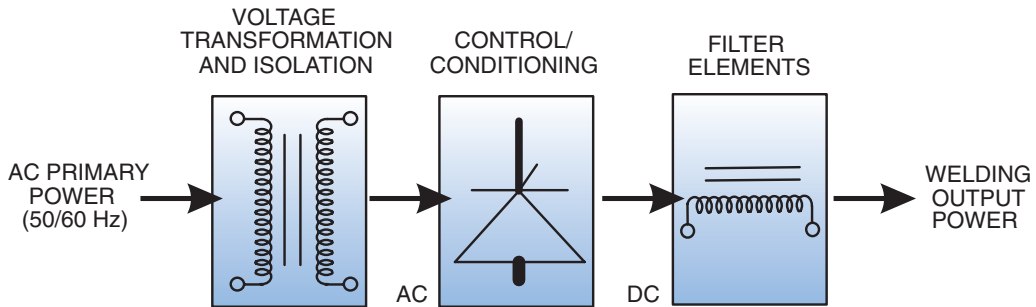 VOLTAGE
TRANSFORMATION
AND ISOLATION
CONTROL/
CONDITIONING
FILTER
ELEMENTS
AC PRIMARY
POWER
(50/60 Hz)
AC
DC
WELDING
OUTPUT
POWER